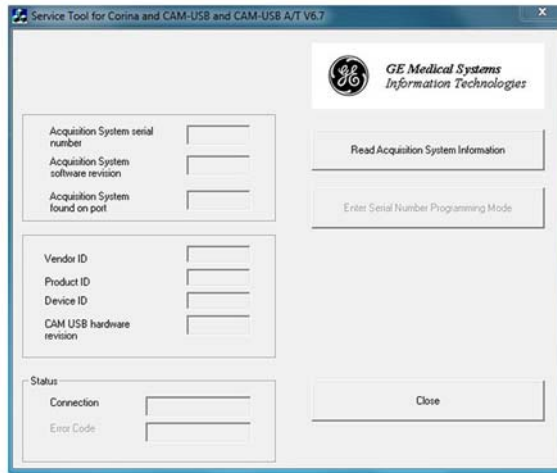 Service Tool for Corina and CAM-USB and CAM-USB A/T V6.7
x
GE Medical Systems
Information Technologies
Acquisition System serial
number
Acquisition System
software revision
Acquisition System
found on port
Read Acquisition System Information
Enter Serial Number Programming Mode
Vendor ID
Product ID
Device ID
CAM USB hardware
revision
Status
Connection
Error Code
Close